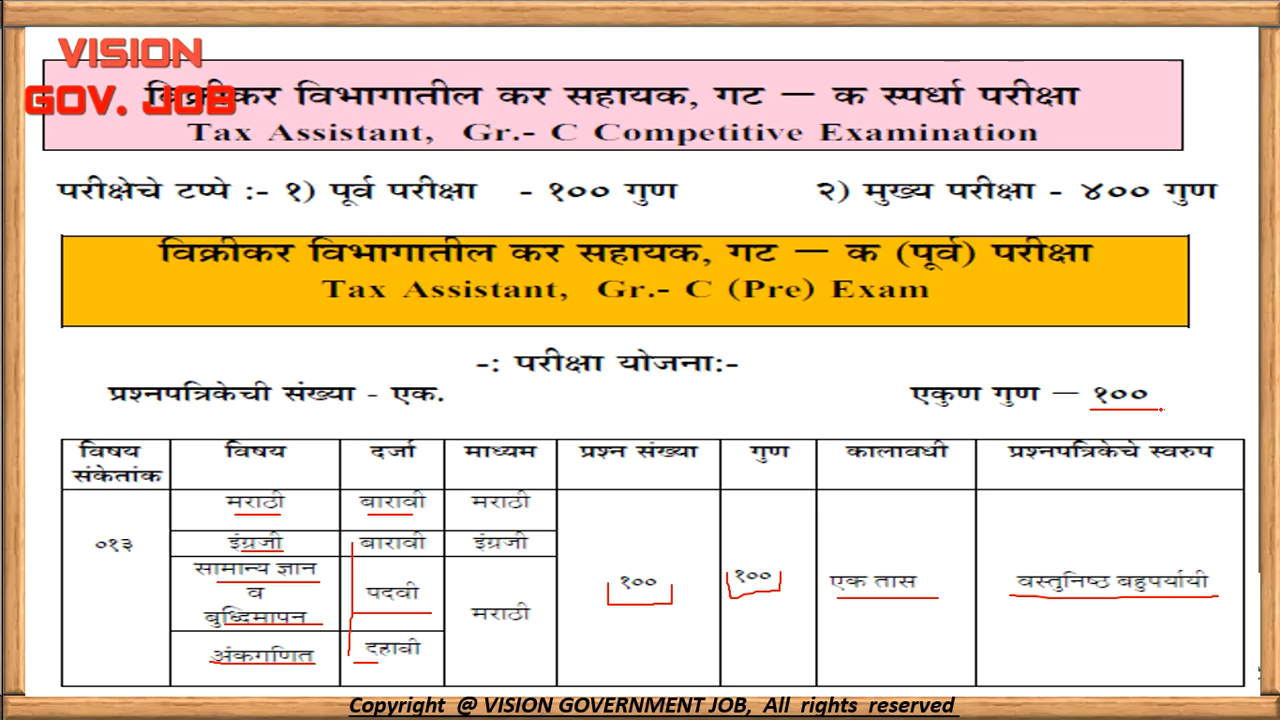 VISION
GOV. JOB
विक्रीकर विभागातील कर सहायक, गट – क स्पर्धा परीक्षा
Tax Assistant, Gr.- C Competitive Examination
परीक्षेचे टप्पे :- १) पूर्व परीक्षा - १०० गुण २) मुख्य परीक्षा - ४०० गुण
विक्रीकर विभागातील कर सहायक, गट – क (पूर्व) परीक्षा
Tax Assistant, Gr.- C (Pre) Exam
-: परीक्षा योजना:-
प्रश्नपत्रिकेची संख्या - एक. एकुण गुण – १००
विषय संकेतांक विषय दर्जा माध्यम प्रश्न संख्या गुण कालावधी प्रश्नपत्रिकेचे स्वरुप
मराठी बारावी मराठी
०१३ इंग्रजी बारावी इंग्रजी
सामान्य ज्ञान
व पदवी मराठी १०० १०० एक तास वस्तुनिष्ठ बहुपर्यायी
बुध्दिमापन
अंकगणित दहावी
Copyright @ VISION GOVERNMENT JOB, All rights reserved